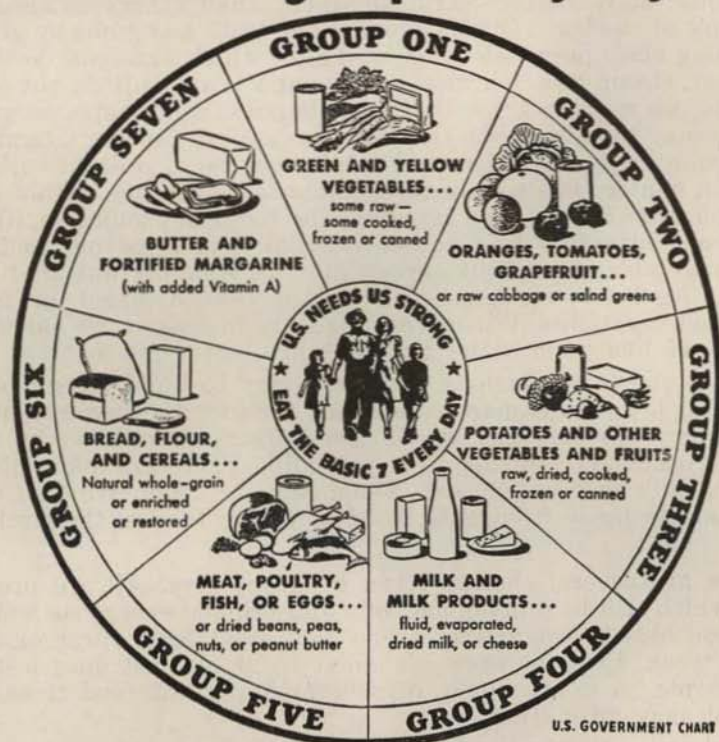 GROUP ONE
GREEN AND YELLOW
VEGETABLES...
some raw—
some cooked,
frozen or canned
GROUP TWO
ORANGES, TOMATOES,
GRAPEFRUIT...
or raw cabbage or salad greens
GROUP THREE
POTATOES AND OTHER
VEGETABLES AND FRUITS
raw, dried, cooked,
frozen or canned
GROUP FOUR
MILK AND
MILK PRODUCTS...
fluid, evaporated,
dried milk, or cheese
GROUP FIVE
MEAT, POULTRY,
FISH, OR EGGS...
or dried beans, peas,
nuts, or peanut butter
GROUP SIX
BREAD, FLOUR,
AND CEREALS...
Natural whole-grain
or enriched
or restored
GROUP SEVEN
BUTTER AND
FORTIFIED MARGARINE
(with added Vitamin A)
U.S. NEEDS US STRONG
EAT THE BASIC 7 EVERY DAY
U.S. GOVERNMENT CHART